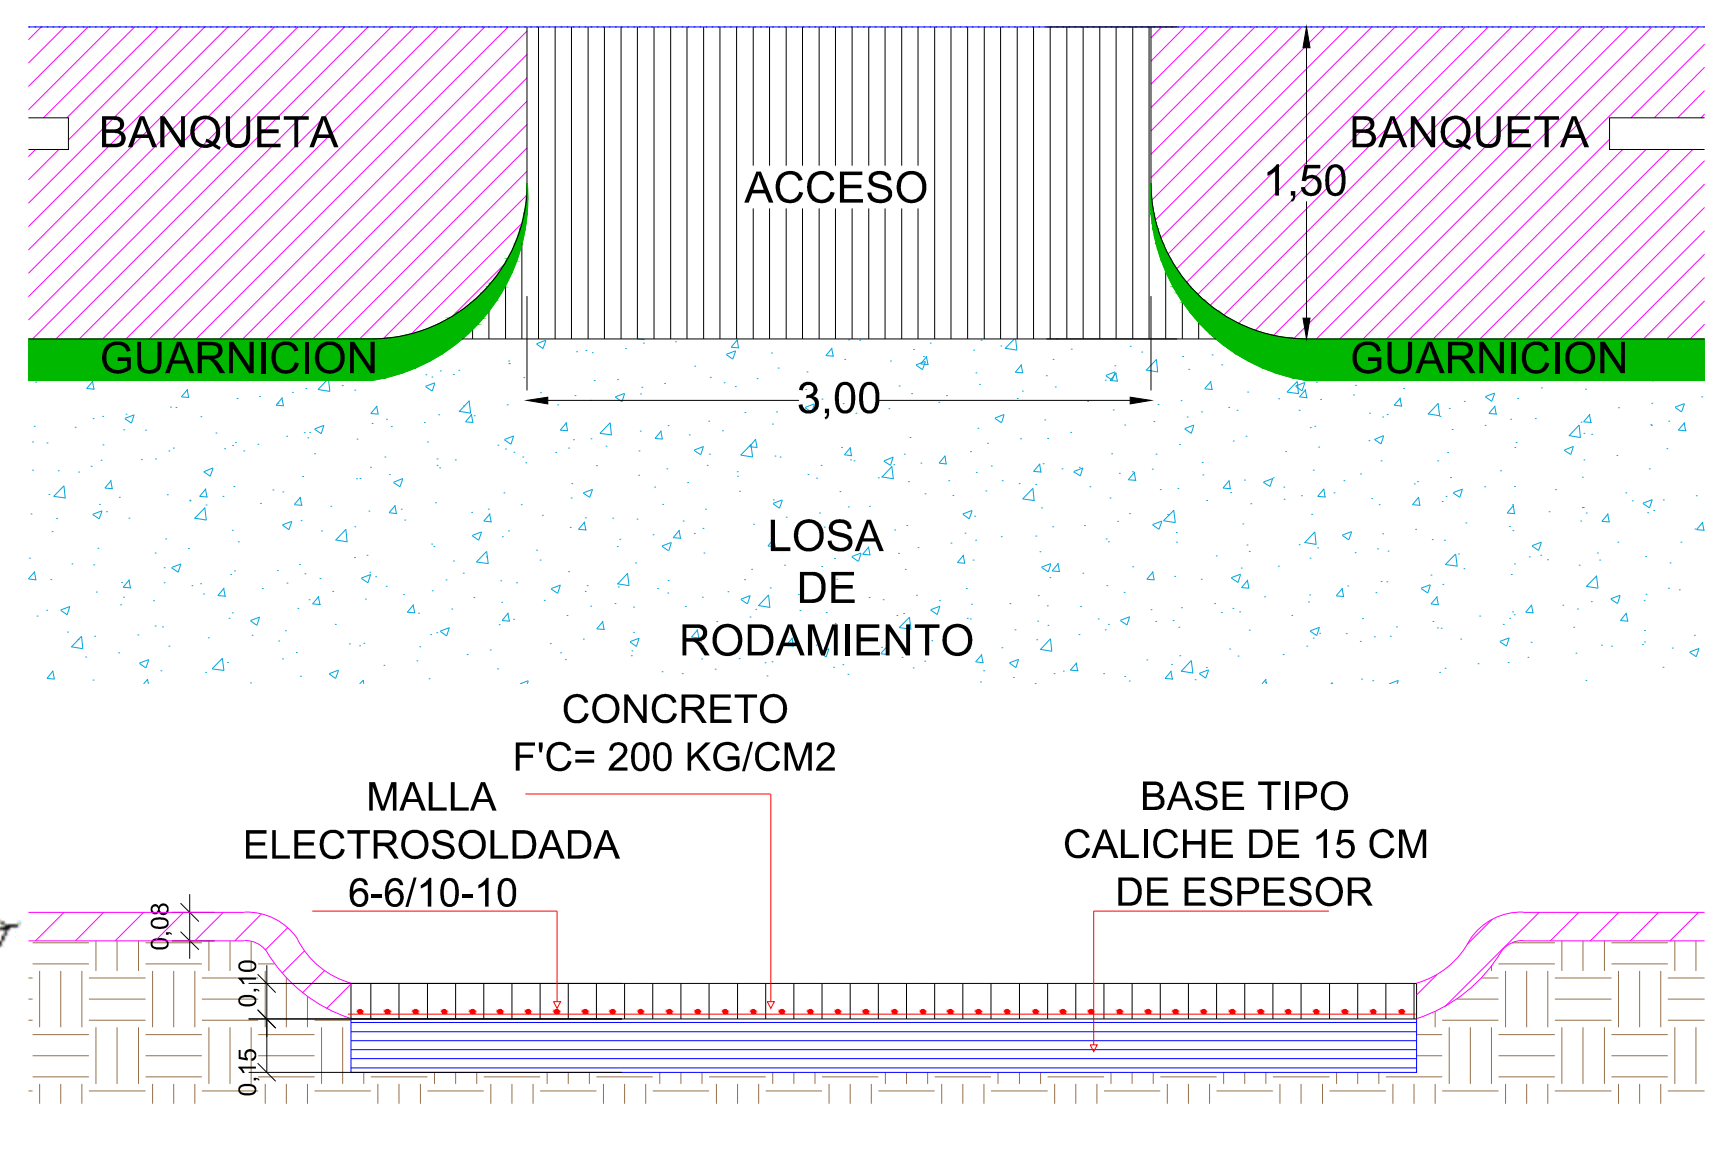 BANQUETA
BANQUETA
ACCESO
1,50
GUARNICION
GUARNICION
3,00
LOSA
DE
RODAMIENTO
CONCRETO
F'C= 200 KG/CM2
MALLA
ELECTROSOLDADA
6-6/10-10
BASE TIPO
CALICHE DE 15 CM
DE ESPESOR
0,08
0,10
0,15